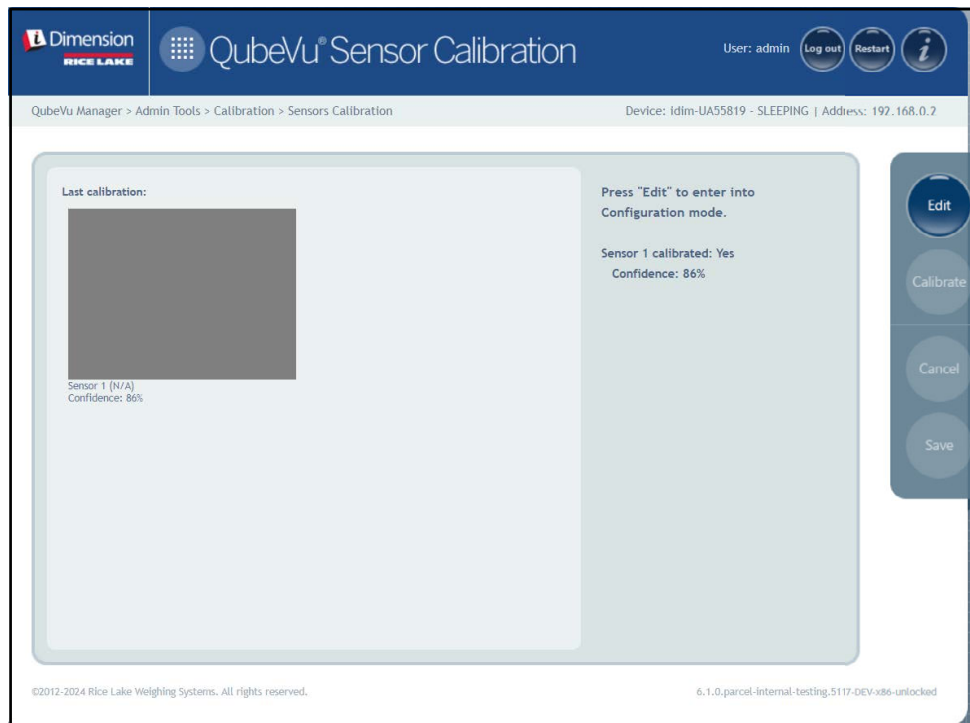 i Dimension
RICE LAKE
QubeVu® Sensor Calibration
User: admin
Log out
Restart
i
QubeVu Manager > Admin Tools > Calibration > Sensors Calibration
Device: idim-UA55819 - SLEEPING | Address: 192.168.0.2
Last calibration:
Sensor 1 (N/A)
Confidence: 86%
Press "Edit" to enter into
Configuration mode.
Sensor 1 calibrated: Yes
Confidence: 86%
Edit
Calibrate
Cancel
Save
©2012-2024 Rice Lake Weighing Systems. All rights reserved.
6.1.0.parcel-internal-testing.5117-DEV-x86-unlocked